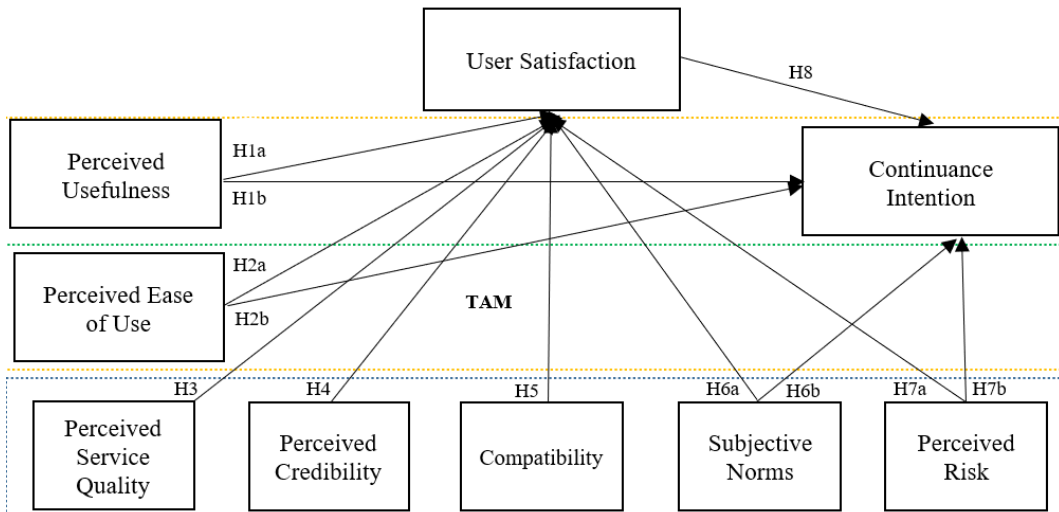 User Satisfaction
H8
Perceived
Usefulness
H1a
H1b
Continuance
Intention
Perceived Ease
of Use
H2a
H2b
TAM
H3
H4
H5
H6a
H6b
H7a
H7b
Perceived
Service
Quality
Perceived
Credibility
Compatibility
Subjective
Norms
Perceived
Risk